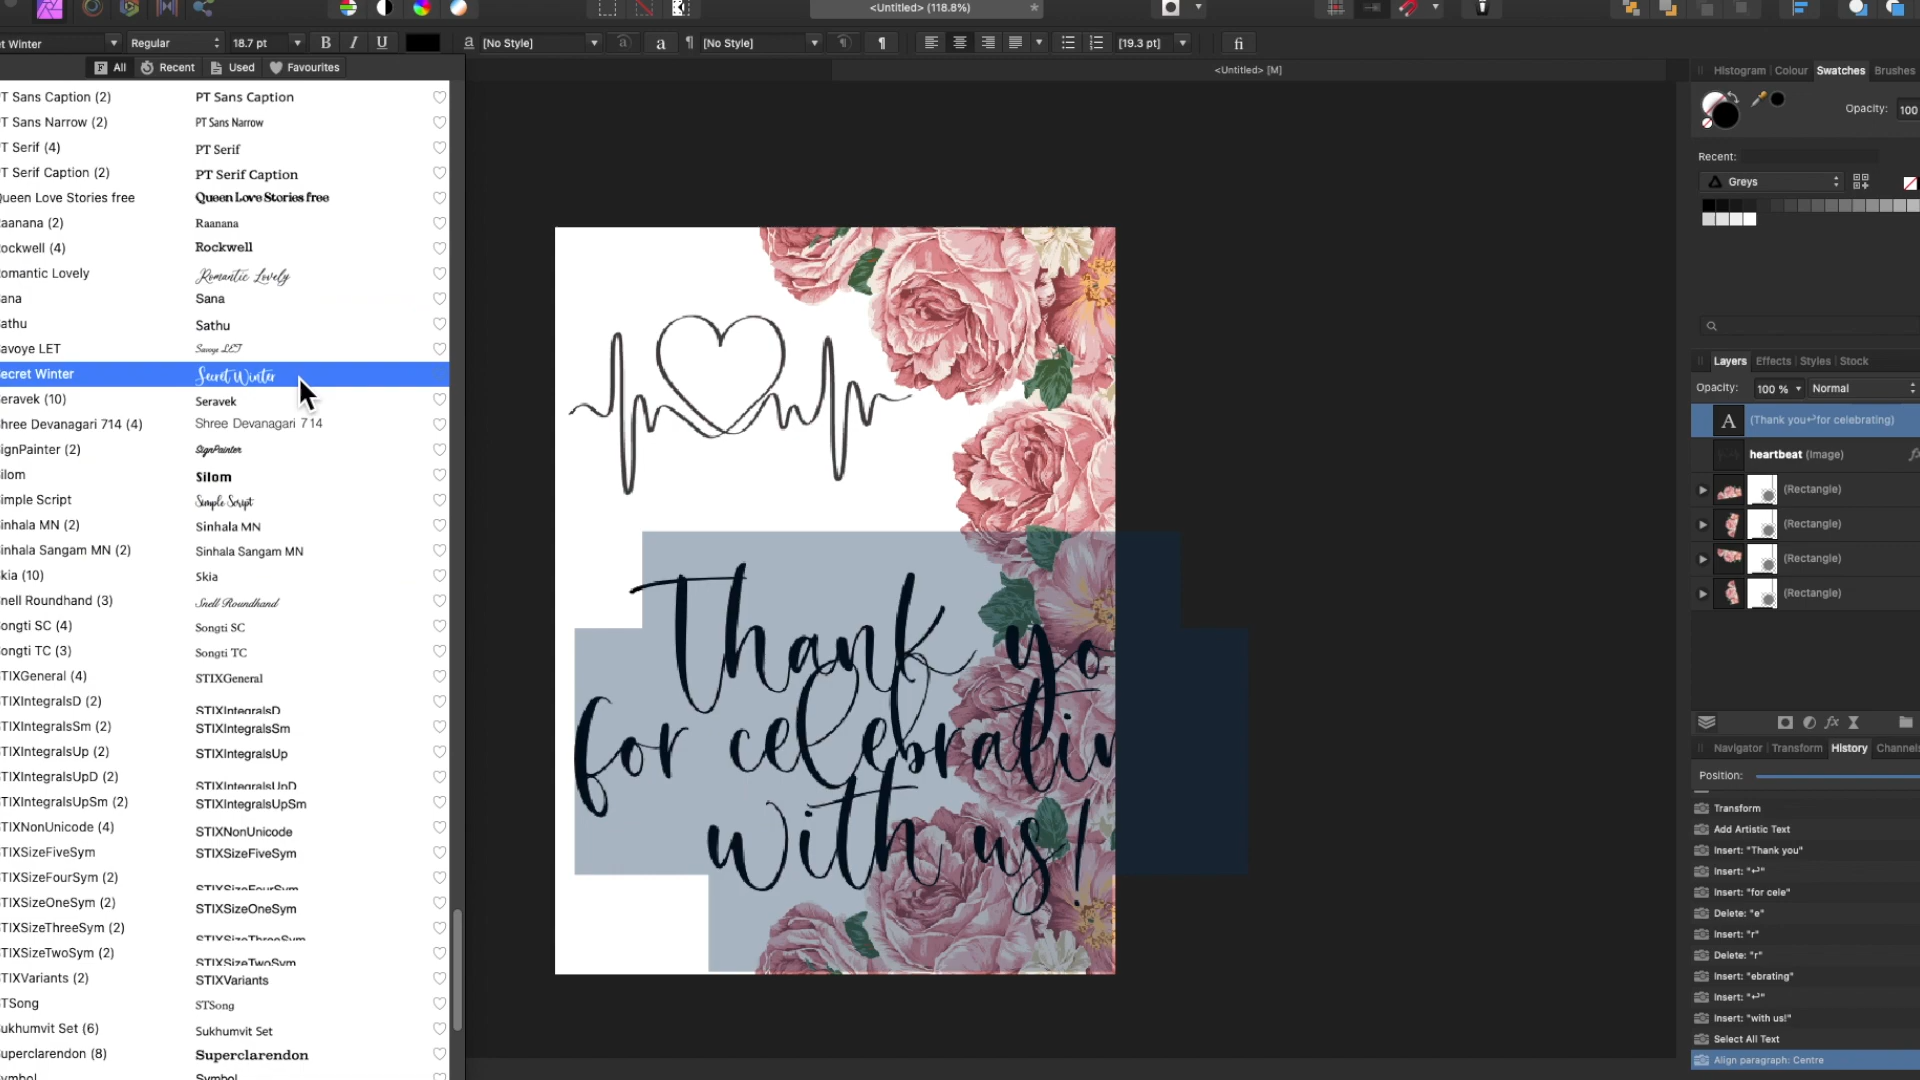 <Untitled> (118.8%)
et Winter
Regular
18.7 pt
B I U
a [No Style]
a
a
¶ [No Style]
¶
[19.3 pt]
fi
All
Recent
Used
Favourites
<Untitled> [M]
T Sans Caption (2) PT Sans Caption
T Sans Narrow (2) PT Sans Narrow
T Serif (4) PT Serif
T Serif Caption (2) PT Serif Caption
ueen Love Stories free Queen Love Stories free
aanana (2) Raanana
ockwell (4) Rockwell
omantic Lovely Romantic Lovely
ana Sana
athu Sathu
avoye LET Savoye LET
ecret Winter Secret Winter
eravek (10) Seravek
hree Devanagari 714 (4) Shree Devanagari 714
ignPainter (2) SignPainter
ilom Silom
imple Script Simple Script
inhala MN (2) Sinhala MN
inhala Sangam MN (2) Sinhala Sangam MN
kia (10) Skia
nell Roundhand (3) Snell Roundhand
ongti SC (4) Songti SC
ongti TC (3) Songti TC
TIXGeneral (4) STIXGeneral
TIXIntegralsD (2) STIXIntegralsD
TIXIntegralsSm (2) STIXIntegralsSm
TIXIntegralsUp (2) STIXIntegralsUp
TIXIntegralsUpD (2) STIXIntegralsUpD
TIXIntegralsUpSm (2) STIXIntegralsUpSm
TIXNonUnicode (4) STIXNonUnicode
TIXSizeFiveSym STIXSizeFiveSym
TIXSizeFourSym (2) STIXSizeFourSym
TIXSizeOneSym (2) STIXSizeOneSym
TIXSizeThreeSym (2) STIXSizeThreeSym
TIXSizeTwoSym (2) STIXSizeTwoSym
TIXVariants (2) STIXVariants
TSong STSong
ukhumvit Set (6) Sukhumvit Set
uperclarendon (8) Superclarendon
ymbol Symbol
Thank yo
for celebratin
with us!
Histogram Colour Swatches Brushes
Opacity: 100
Recent:
Greys
Layers Effects Styles Stock
Opacity: 100 % Normal
A (Thank you↵for celebrating)
heartbeat (Image) fx
(Rectangle)
(Rectangle)
(Rectangle)
(Rectangle)
fx
Navigator Transform History Channels
Position:
Transform
Add Artistic Text
Insert: "Thank you"
Insert: "↵"
Insert: "for cele"
Delete: "e"
Insert: "r"
Delete: "r"
Insert: "ebrating"
Insert: "↵"
Insert: "with us!"
Select All Text
Align paragraph: Centre